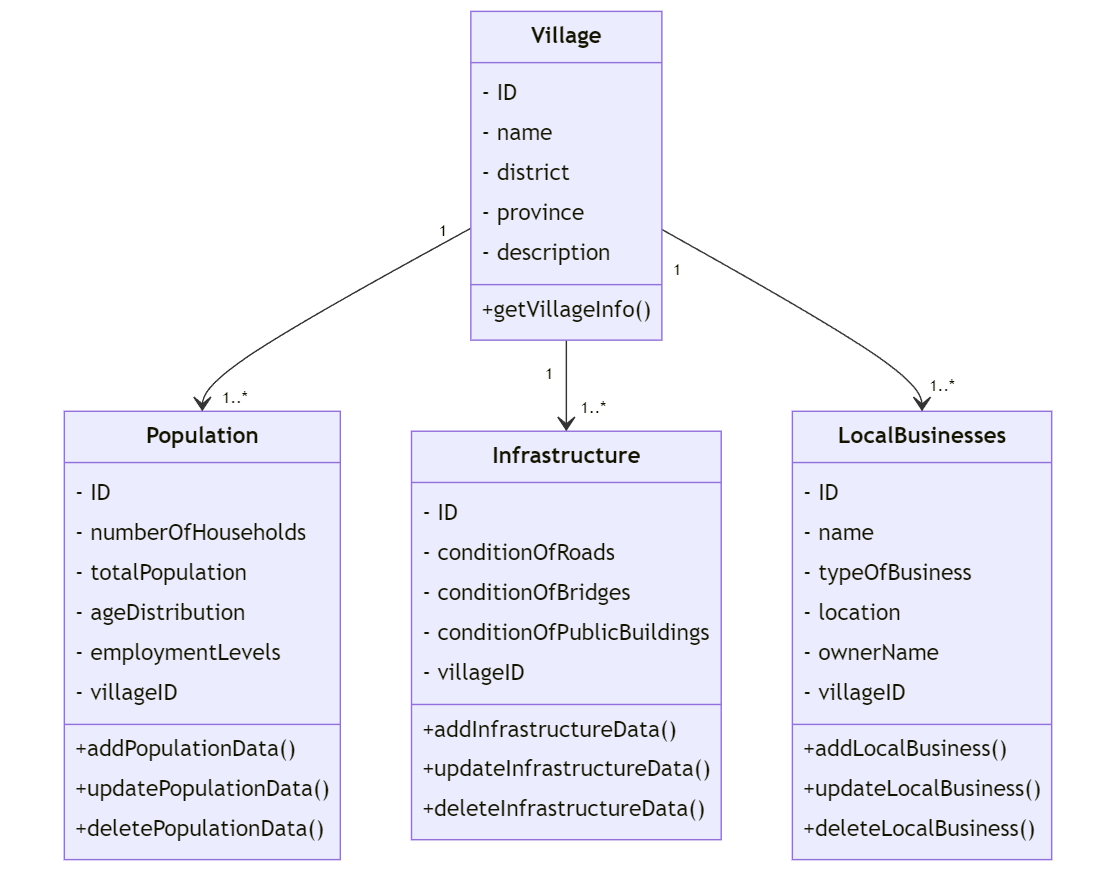 Village
- ID
- name
- district
- province
- description
+getVillageInfo()
1
1
1
1..*
1..*
1..*
Population
- ID
- numberOfHouseholds
- totalPopulation
- ageDistribution
- employmentLevels
- villageID
+addPopulationData()
+updatePopulationData()
+deletePopulationData()
Infrastructure
- ID
- conditionOfRoads
- conditionOfBridges
- conditionOfPublicBuildings
- villageID
+addInfrastructureData()
+updateInfrastructureData()
+deleteInfrastructureData()
LocalBusinesses
- ID
- name
- typeOfBusiness
- location
- ownerName
- villageID
+addLocalBusiness()
+updateLocalBusiness()
+deleteLocalBusiness()